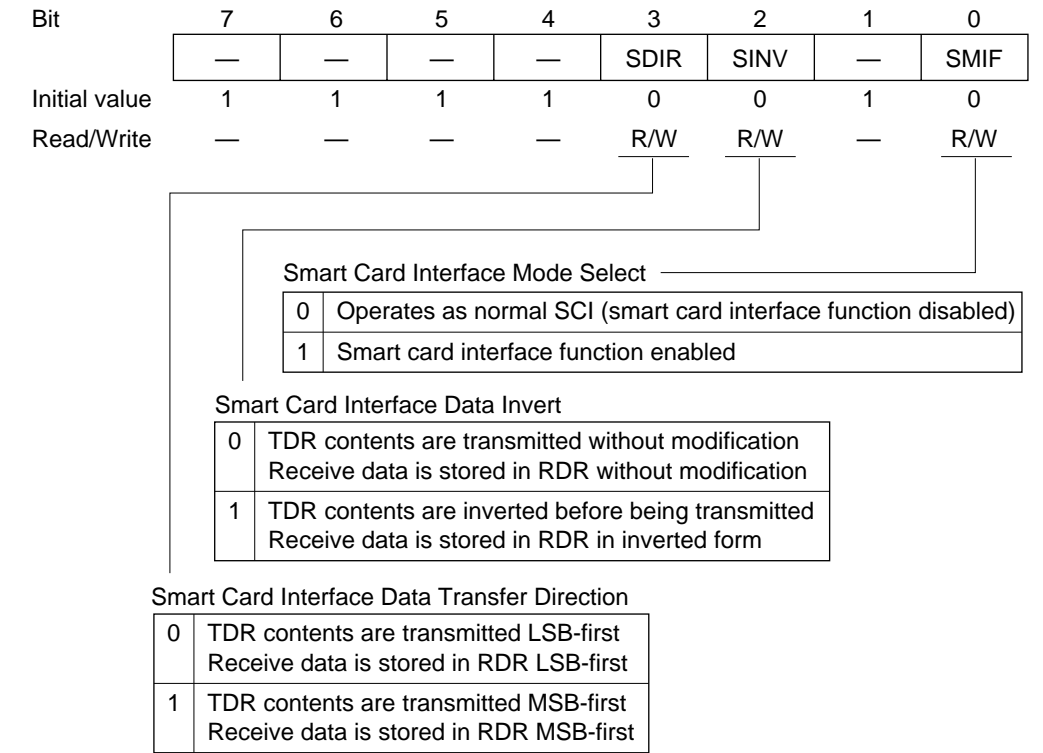 Bit 7 6 5 4 3 2 1 0
— — — — SDIR SINV — SMIF
Initial value 1 1 1 1 0 0 1 0
Read/Write — — — — R/W R/W — R/W
Smart Card Interface Mode Select
0 Operates as normal SCI (smart card interface function disabled)
1 Smart card interface function enabled
Smart Card Interface Data Invert
0 TDR contents are transmitted without modification
Receive data is stored in RDR without modification
1 TDR contents are inverted before being transmitted
Receive data is stored in RDR in inverted form
Smart Card Interface Data Transfer Direction
0 TDR contents are transmitted LSB-first
Receive data is stored in RDR LSB-first
1 TDR contents are transmitted MSB-first
Receive data is stored in RDR MSB-first